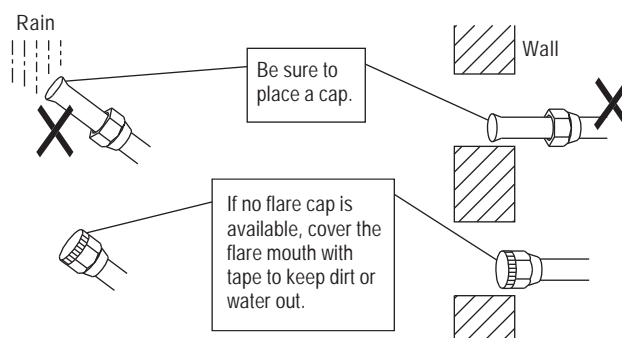 Rain
Wall
Be sure to
place a cap.
If no flare cap is
available, cover the
flare mouth with
tape to keep dirt or
water out.